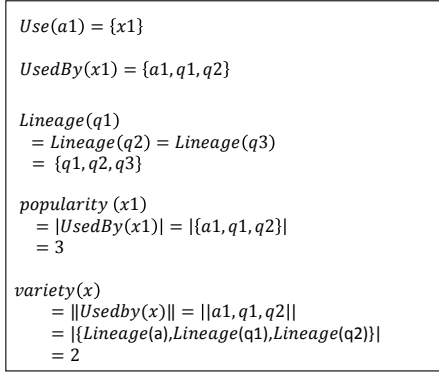 Use(a1) = {x1}
UsedBy(x1) = {a1, q1, q2}
Lineage(q1)
= Lineage(q2) = Lineage(q3)
= {q1, q2, q3}
popularity (x1)
= |UsedBy(x1)| = |{a1, q1, q2}|
= 3
variety(x)
= ‖Usedby(x)‖ = ||a1, q1, q2||
= |{Lineage(a),Lineage(q1),Lineage(q2)}|
= 2